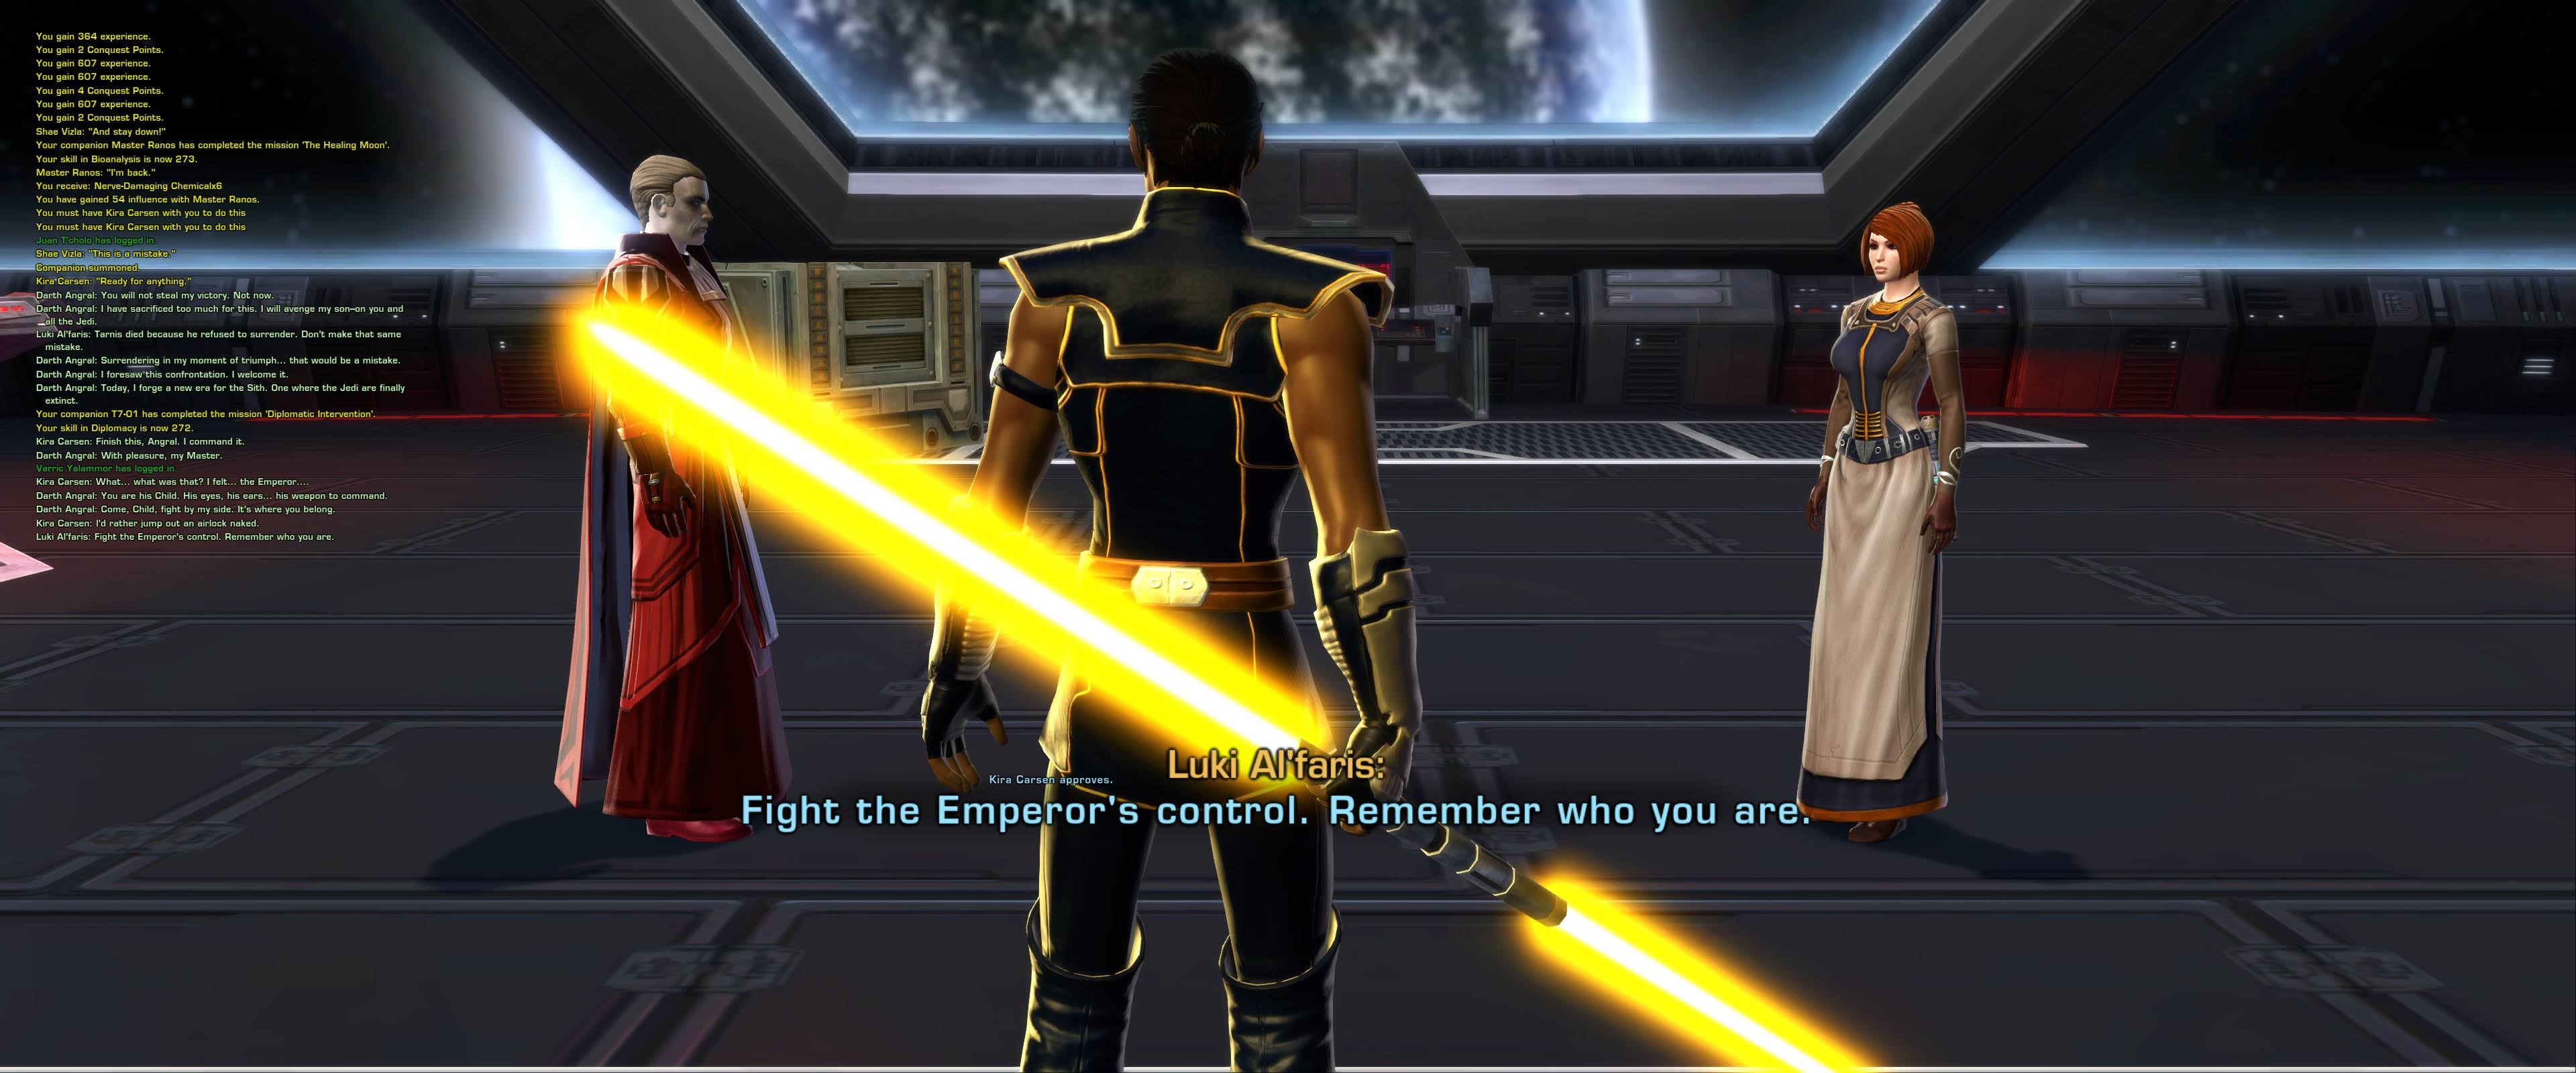 You gain 364 experience.
You gain 2 Conquest Points.
You gain 607 experience.
You gain 607 experience.
You gain 4 Conquest Points.
You gain 607 experience.
You gain 2 Conquest Points.
Shae Vizla: "And stay down!"
Your companion Master Ranos has completed the mission 'The Healing Moon'.
Your skill in Bioanalysis is now 273.
Master Ranos: "I'm back."
You receive: Nerve-Damaging Chemicalx6
You have gained 54 influence with Master Ranos.
You must have Kira Carsen with you to do this
You must have Kira Carsen with you to do this
Juan T'cholo has logged in.
Shae Vizla: "This is a mistake."
Companion summoned.
Kira Carsen: "Ready for anything."
Darth Angral: You will not steal my victory. Not now.
Darth Angral: I have sacrificed too much for this. I will avenge my son–on you and
all the Jedi.
Luki Al'faris: Tarnis died because he refused to surrender. Don't make that same
mistake.
Darth Angral: Surrendering in my moment of triumph... that would be a mistake.
Darth Angral: I foresaw this confrontation. I welcome it.
Darth Angral: Today, I forge a new era for the Sith. One where the Jedi are finally
extinct.
Your companion T7-01 has completed the mission 'Diplomatic Intervention'.
Your skill in Diplomacy is now 272.
Kira Carsen: Finish this, Angral. I command it.
Darth Angral: With pleasure, my Master.
Varric Yalammor has logged in.
Kira Carsen: What... what was that? I felt... the Emperor....
Darth Angral: You are his Child. His eyes, his ears... his weapon to command.
Darth Angral: Come, Child, fight by my side. It's where you belong.
Kira Carsen: I'd rather jump out an airlock naked.
Luki Al'faris: Fight the Emperor's control. Remember who you are.
Luki Al'faris:
Kira Carsen approves.
Fight the Emperor's control. Remember who you are.